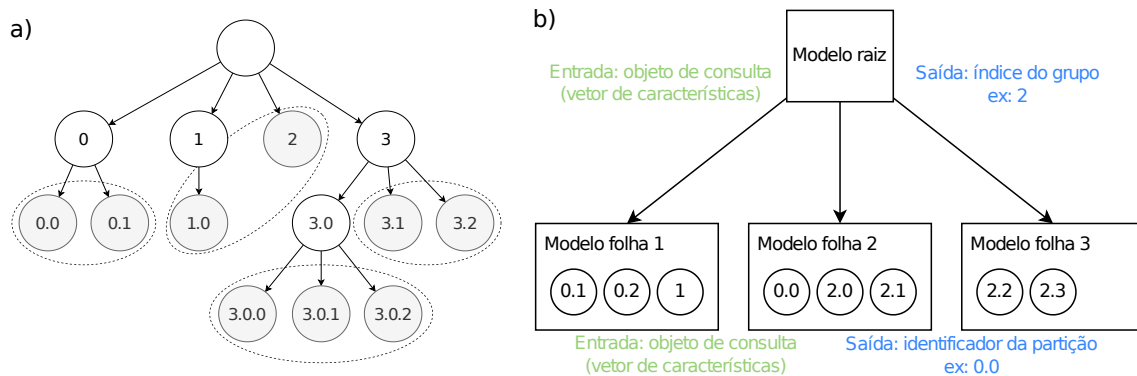 a)
0
1
2
3
0.0
0.1
1.0
3.0
3.1
3.2
3.0.0
3.0.1
3.0.2
b)
Modelo raiz
Entrada: objeto de consulta
(vetor de características)
Saída: índice do grupo
ex: 2
Modelo folha 1
0.1
0.2
1
Modelo folha 2
0.0
2.0
2.1
Modelo folha 3
2.2
2.3
Entrada: objeto de consulta
(vetor de características)
Saída: identificador da partição
ex: 0.0